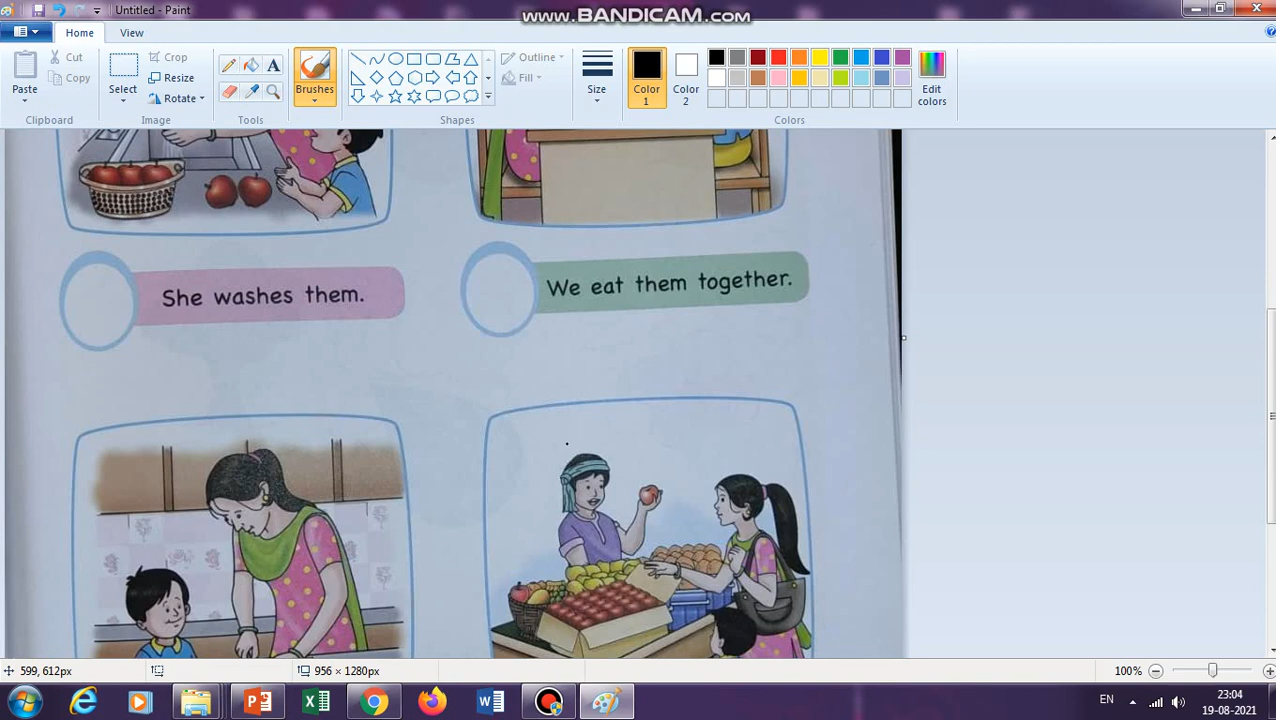 Untitled - Paint
www.BANDICAM.com
Home
View
Paste
Cut
Copy
Clipboard
Select
Crop
Resize
Rotate
Image
Tools
Brushes
Shapes
Outline
Fill
Size
Color 1
Color 2
Edit colors
Colors
She washes them.
We eat them together.
599, 612px
956 × 1280px
100%
EN
23:04
19-08-2021